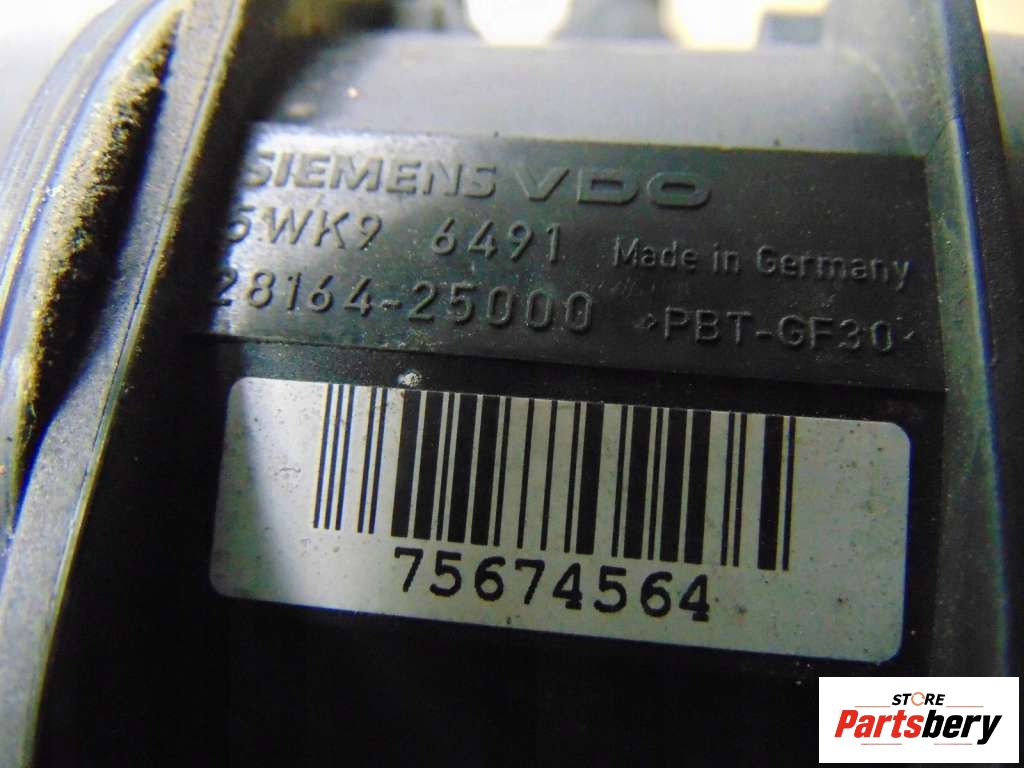 SIEMENS VDO
5WK9 6491 Made in Germany
28164-25000 >PBT-GF30<
75674564
STORE
Partsbery